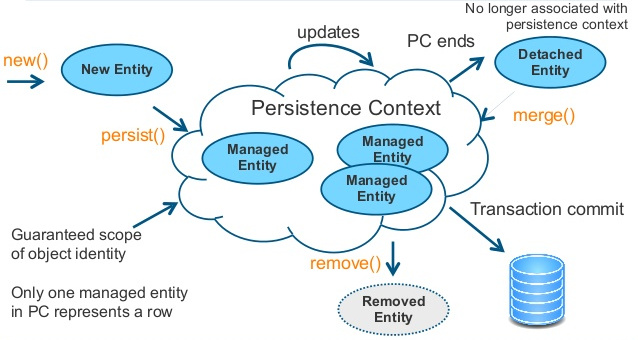 No longer associated with
persistence context
updates
PC ends
new()
New Entity
Detached
Entity
Persistence Context
persist()
merge()
Managed
Entity
Managed
Entity
Managed
Entity
Transaction commit
Guaranteed scope
of object identity
remove()
Only one managed entity
in PC represents a row
Removed
Entity